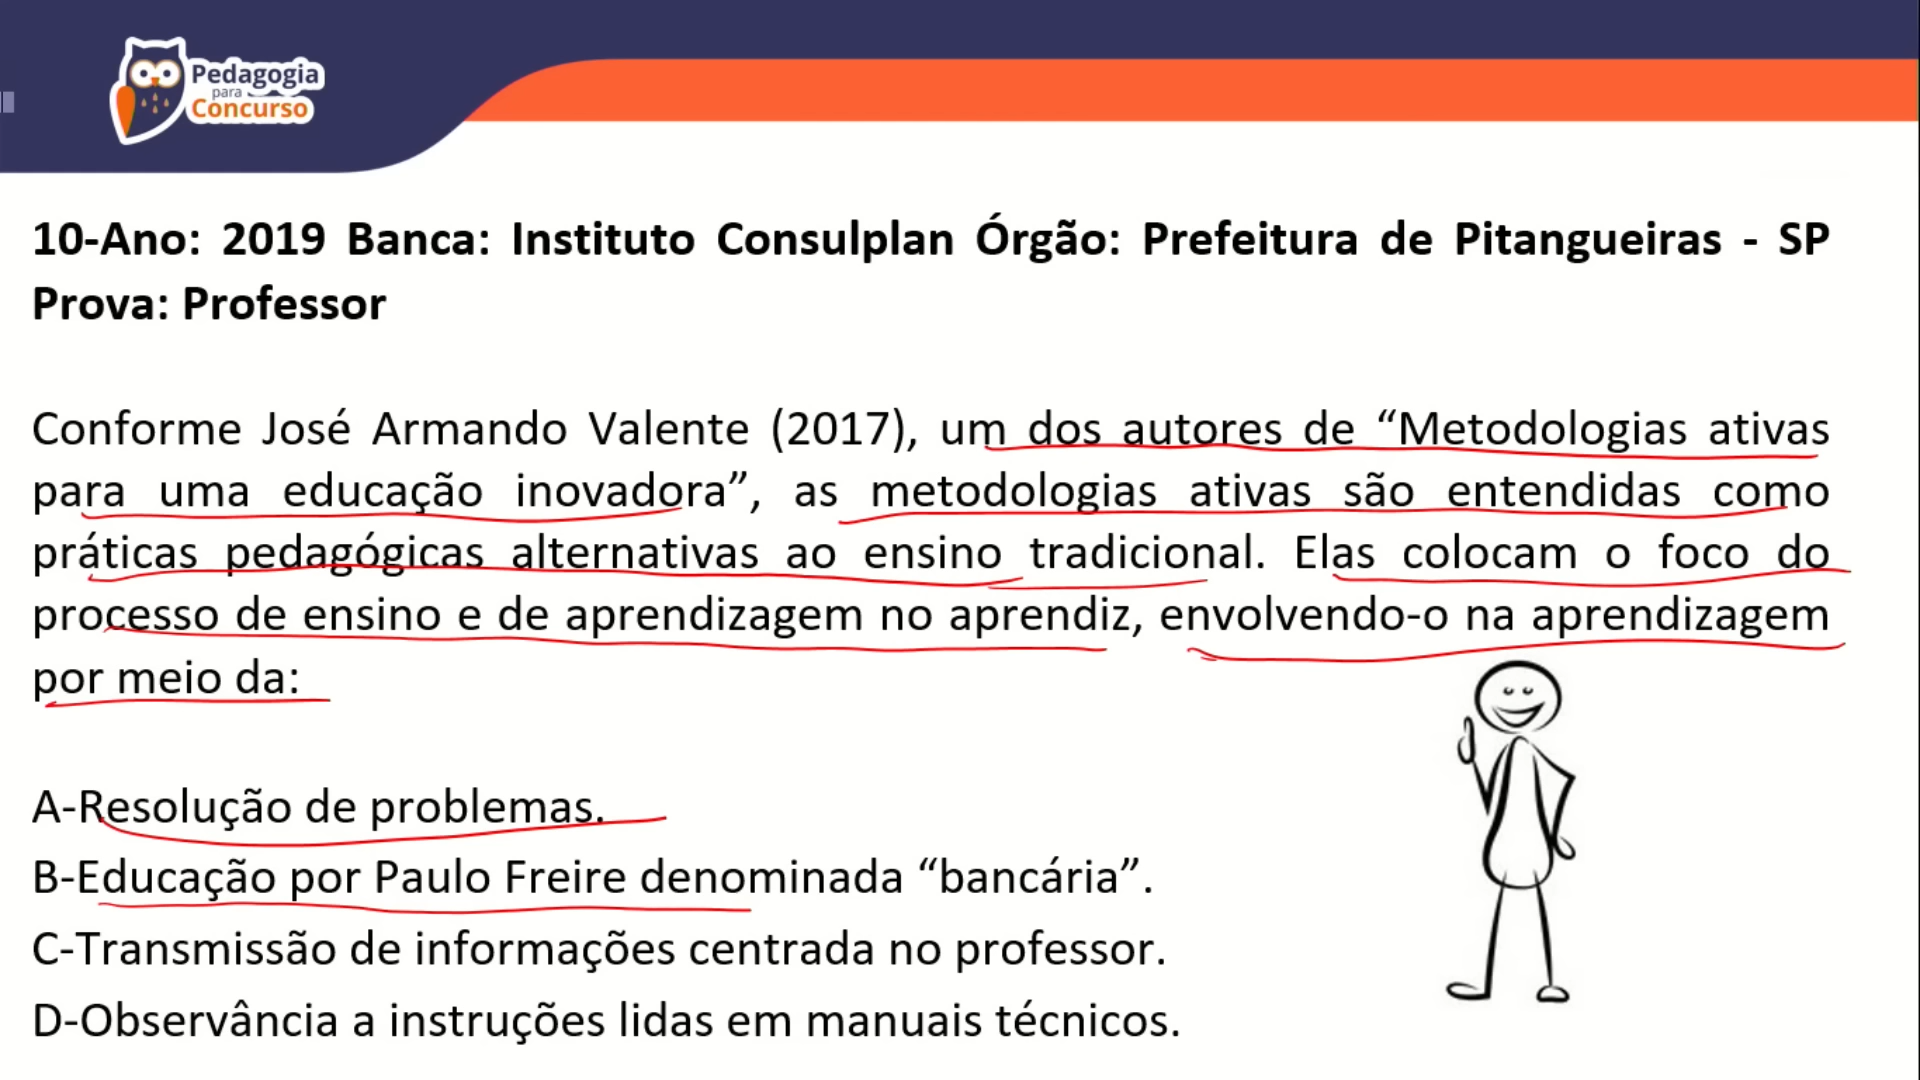 Pedagogia
para
Concurso
10-Ano: 2019 Banca: Instituto Consulplan Órgão: Prefeitura de Pitangueiras - SP
Prova: Professor
Conforme José Armando Valente (2017), um dos autores de “Metodologias ativas
para uma educação inovadora”, as metodologias ativas são entendidas como
práticas pedagógicas alternativas ao ensino tradicional. Elas colocam o foco do
processo de ensino e de aprendizagem no aprendiz, envolvendo-o na aprendizagem
por meio da:
A-Resolução de problemas.
B-Educação por Paulo Freire denominada “bancária”.
C-Transmissão de informações centrada no professor.
D-Observância a instruções lidas em manuais técnicos.